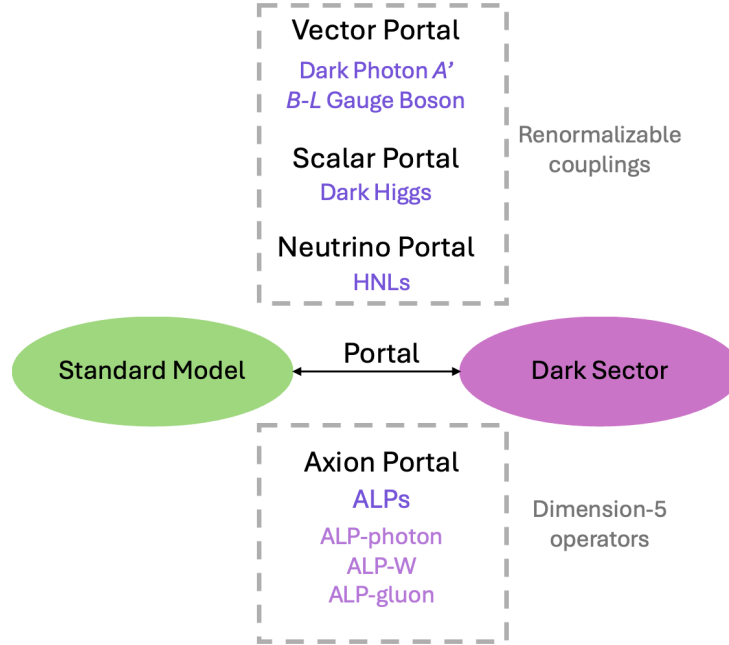 Vector Portal
Dark Photon A’
B-L Gauge Boson
Renormalizable
couplings
Scalar Portal
Dark Higgs
Neutrino Portal
HNLs
Standard Model
Portal
Dark Sector
Axion Portal
ALPs
Dimension-5
operators
ALP-photon
ALP-W
ALP-gluon